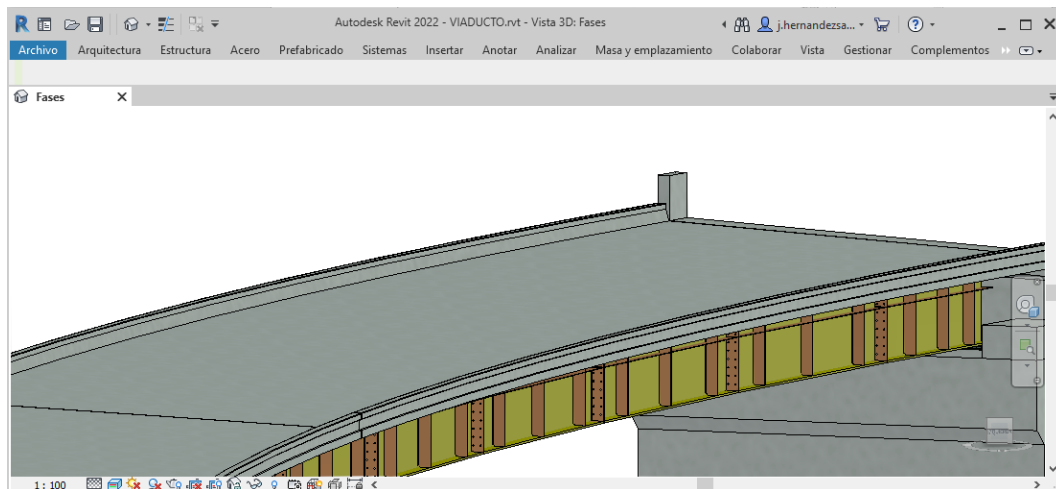 Autodesk Revit 2022 - VIADUCTO.rvt - Vista 3D: Fases
j.hernandezsa...
Archivo Arquitectura Estructura Acero Prefabricado Sistemas Insertar Anotar Analizar Masa y emplazamiento Colaborar Vista Gestionar Complementos
Fases
1 : 100